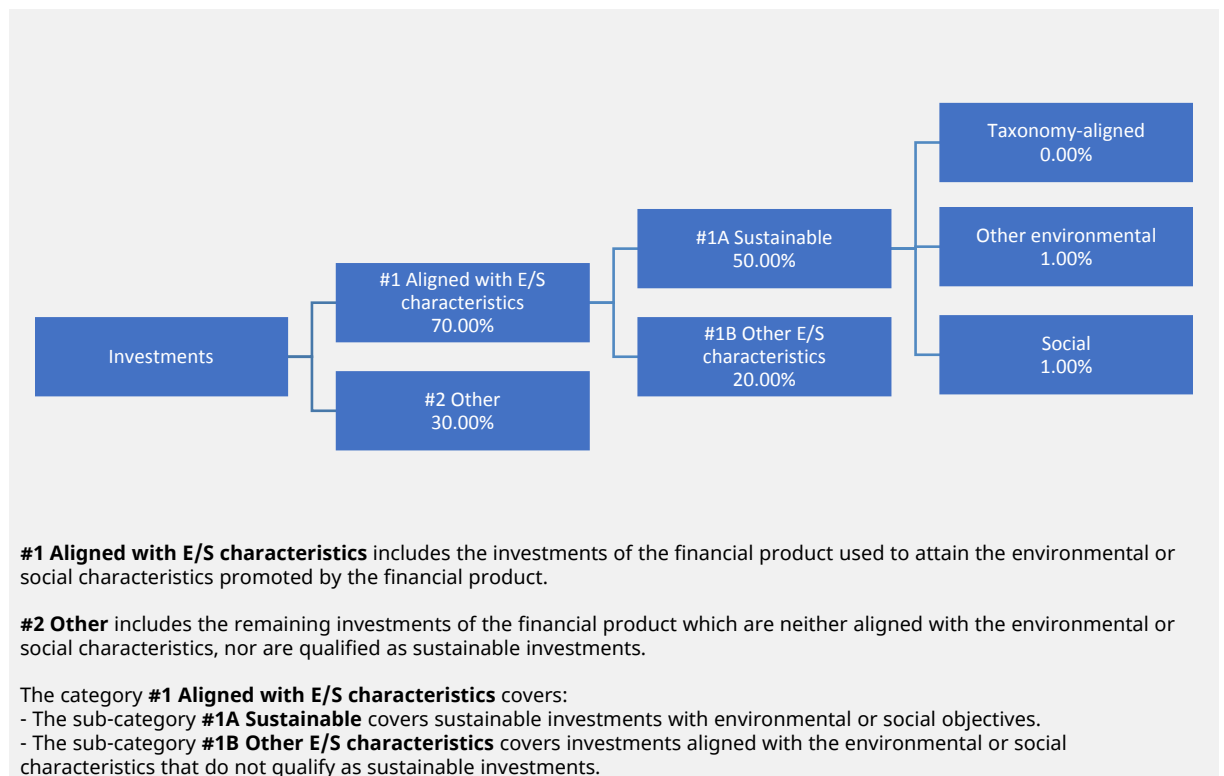 Investments
#1 Aligned with E/S
characteristics
70.00%
#2 Other
30.00%
#1A Sustainable
50.00%
#1B Other E/S
characteristics
20.00%
Taxonomy-aligned
0.00%
Other environmental
1.00%
Social
1.00%
#1 Aligned with E/S characteristics includes the investments of the financial product used to attain the environmental or
social characteristics promoted by the financial product.
#2 Other includes the remaining investments of the financial product which are neither aligned with the environmental or
social characteristics, nor are qualified as sustainable investments.
The category #1 Aligned with E/S characteristics covers:
- The sub-category #1A Sustainable covers sustainable investments with environmental or social objectives.
- The sub-category #1B Other E/S characteristics covers investments aligned with the environmental or social
characteristics that do not qualify as sustainable investments.